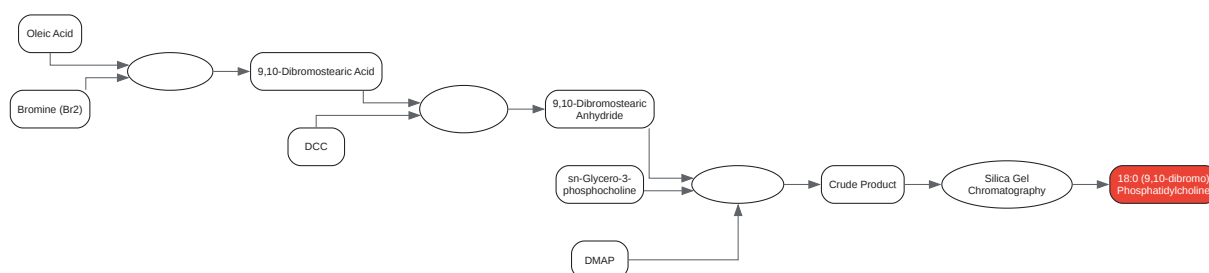 Oleic Acid
Bromine (Br2)
9,10-Dibromostearic Acid
DCC
9,10-Dibromostearic
Anhydride
sn-Glycero-3-
phosphocholine
DMAP
Crude Product
Silica Gel
Chromatography
18:0 (9,10-dibromo)
Phosphatidylcholine